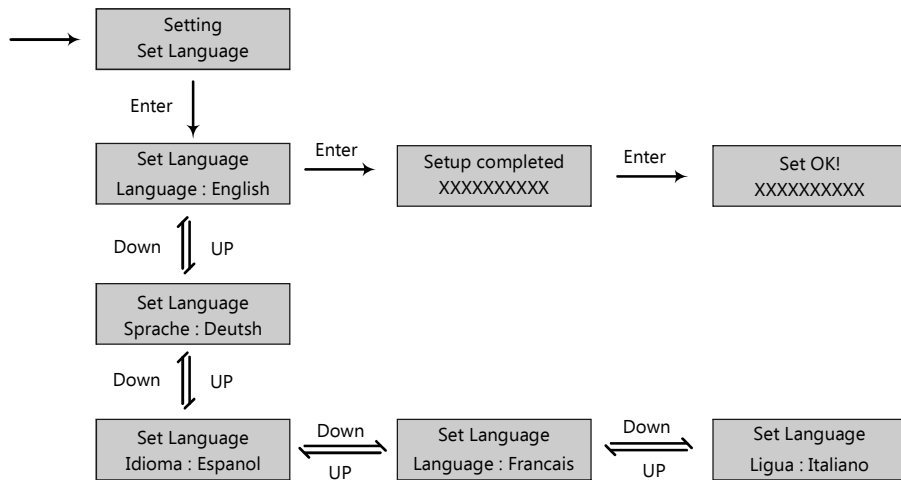 Setting
Set Language
Enter
Set Language
Language : English
Enter
Setup completed
XXXXXXXXXX
Enter
Set OK!
XXXXXXXXXX
Down
UP
Set Language
Sprache : Deutsh
Down
UP
Set Language
Idioma : Espanol
Down
UP
Set Language
Language : Francais
Down
UP
Set Language
Ligua : Italiano